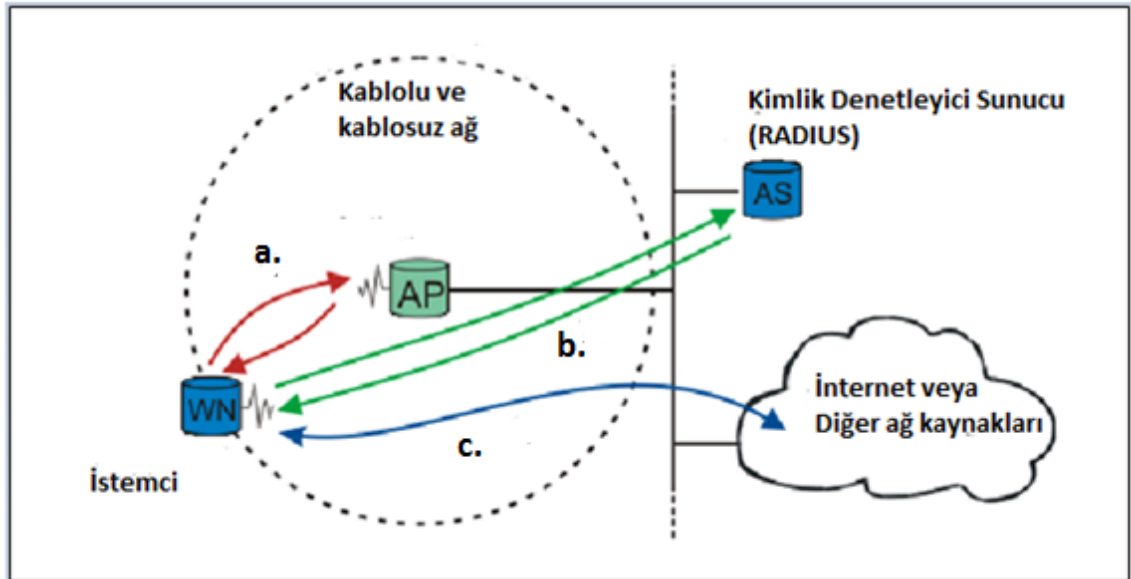 Kablolu ve
kablosuz ağ
Kimlik Denetleyici Sunucu
(RADIUS)
AS
a.
AP
b.
WN
c.
İnternet veya
Diğer ağ kaynakları
İstemci